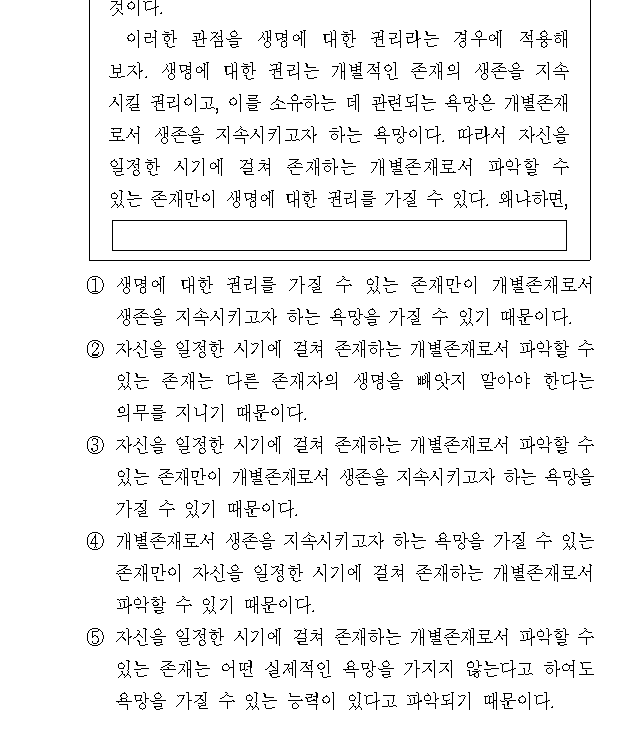 것이다.
이러한 관점을 생명에 대한 권리라는 경우에 적용해
보자. 생명에 대한 권리는 개별적인 존재의 생존을 지속
시킬 권리이고, 이를 소유하는 데 관련되는 욕망은 개별존재
로서 생존을 지속시키고자 하는 욕망이다. 따라서 자신을
일정한 시기에 걸쳐 존재하는 개별존재로서 파악할 수
있는 존재만이 생명에 대한 권리를 가질 수 있다. 왜냐하면,
① 생명에 대한 권리를 가질 수 있는 존재만이 개별존재로서
생존을 지속시키고자 하는 욕망을 가질 수 있기 때문이다.
② 자신을 일정한 시기에 걸쳐 존재하는 개별존재로서 파악할 수
있는 존재는 다른 존재자의 생명을 빼앗지 말아야 한다는
의무를 지니기 때문이다.
③ 자신을 일정한 시기에 걸쳐 존재하는 개별존재로서 파악할 수
있는 존재만이 개별존재로서 생존을 지속시키고자 하는 욕망을
가질 수 있기 때문이다.
④ 개별존재로서 생존을 지속시키고자 하는 욕망을 가질 수 있는
존재만이 자신을 일정한 시기에 걸쳐 존재하는 개별존재로서
파악할 수 있기 때문이다.
⑤ 자신을 일정한 시기에 걸쳐 존재하는 개별존재로서 파악할 수
있는 존재는 어떤 실제적인 욕망을 가지지 않는다고 하여도
욕망을 가질 수 있는 능력이 있다고 파악되기 때문이다.